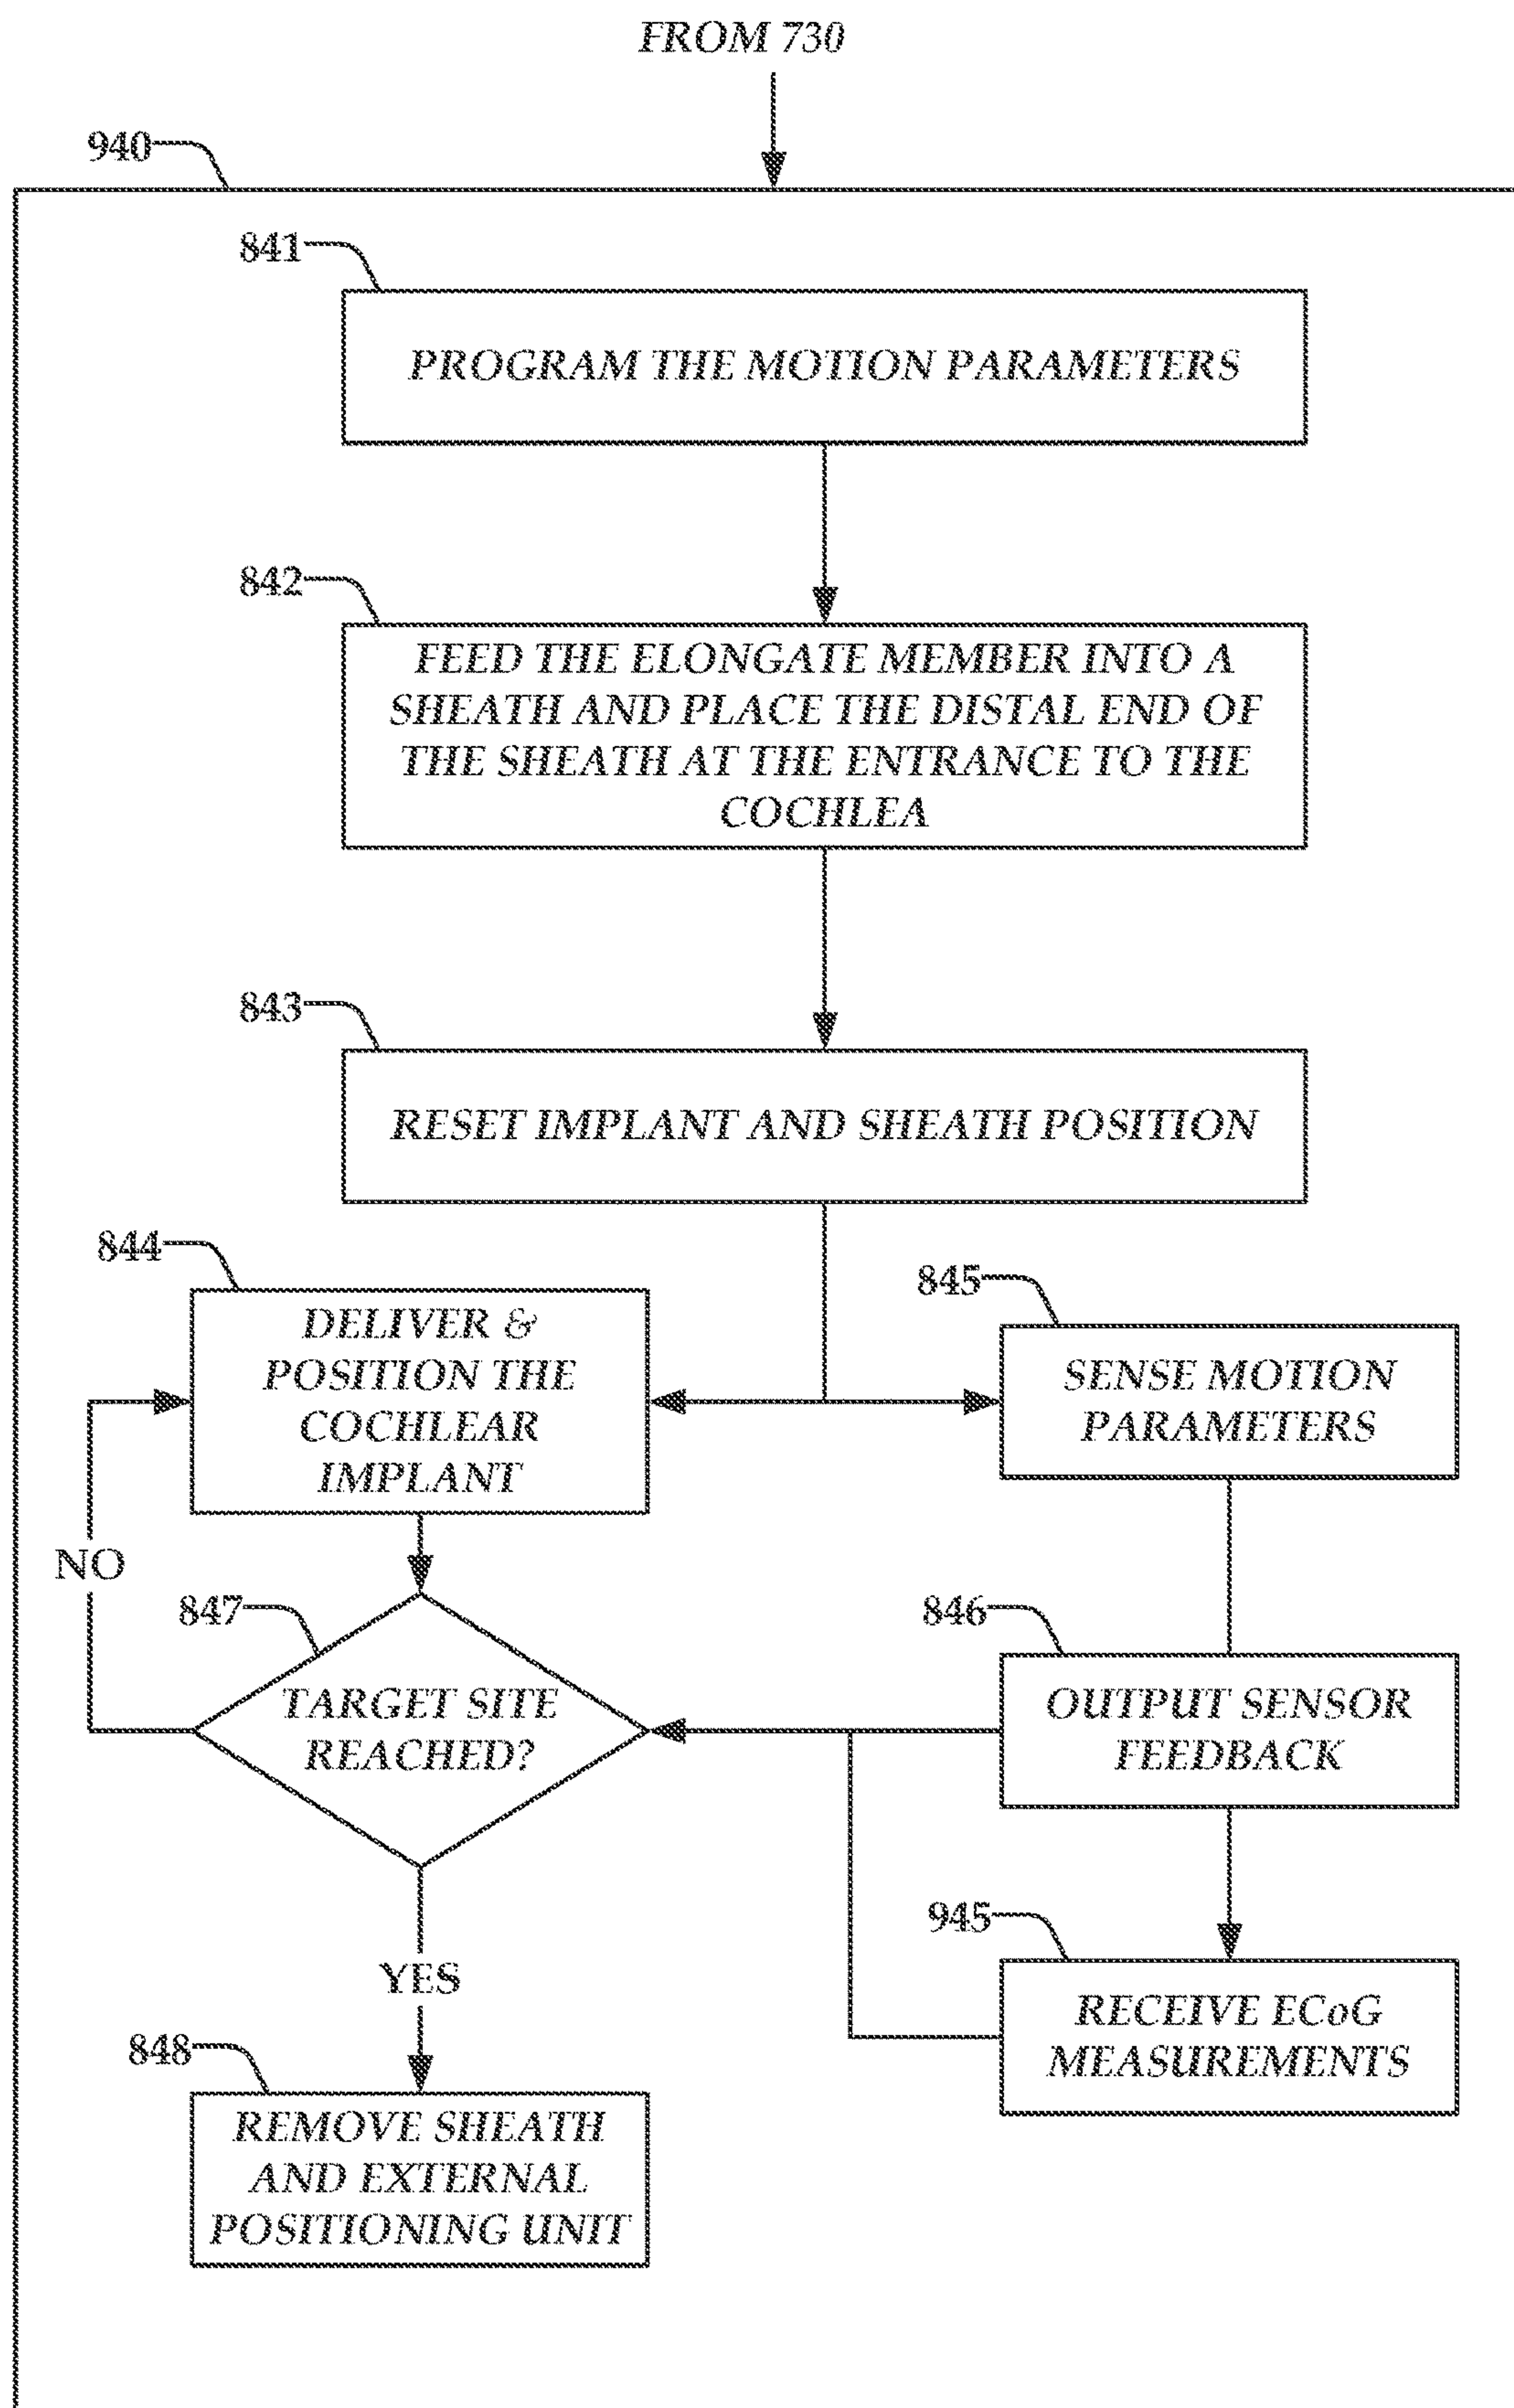 FROM 730
940
841
PROGRAM THE MOTION PARAMETERS
842
FEED THE ELONGATE MEMBER INTO A
SHEATH AND PLACE THE DISTAL END OF
THE SHEATH AT THE ENTRANCE TO THE
COCHLEA
843
RESET IMPLANT AND SHEATH POSITION
844
DELIVER &
POSITION THE
COCHLEAR
IMPLANT
845
SENSE MOTION
PARAMETERS
NO
847
TARGET SITE
REACHED?
846
OUTPUT SENSOR
FEEDBACK
YES
945
RECEIVE ECoG
MEASUREMENTS
848
REMOVE SHEATH
AND EXTERNAL
POSITIONING UNIT